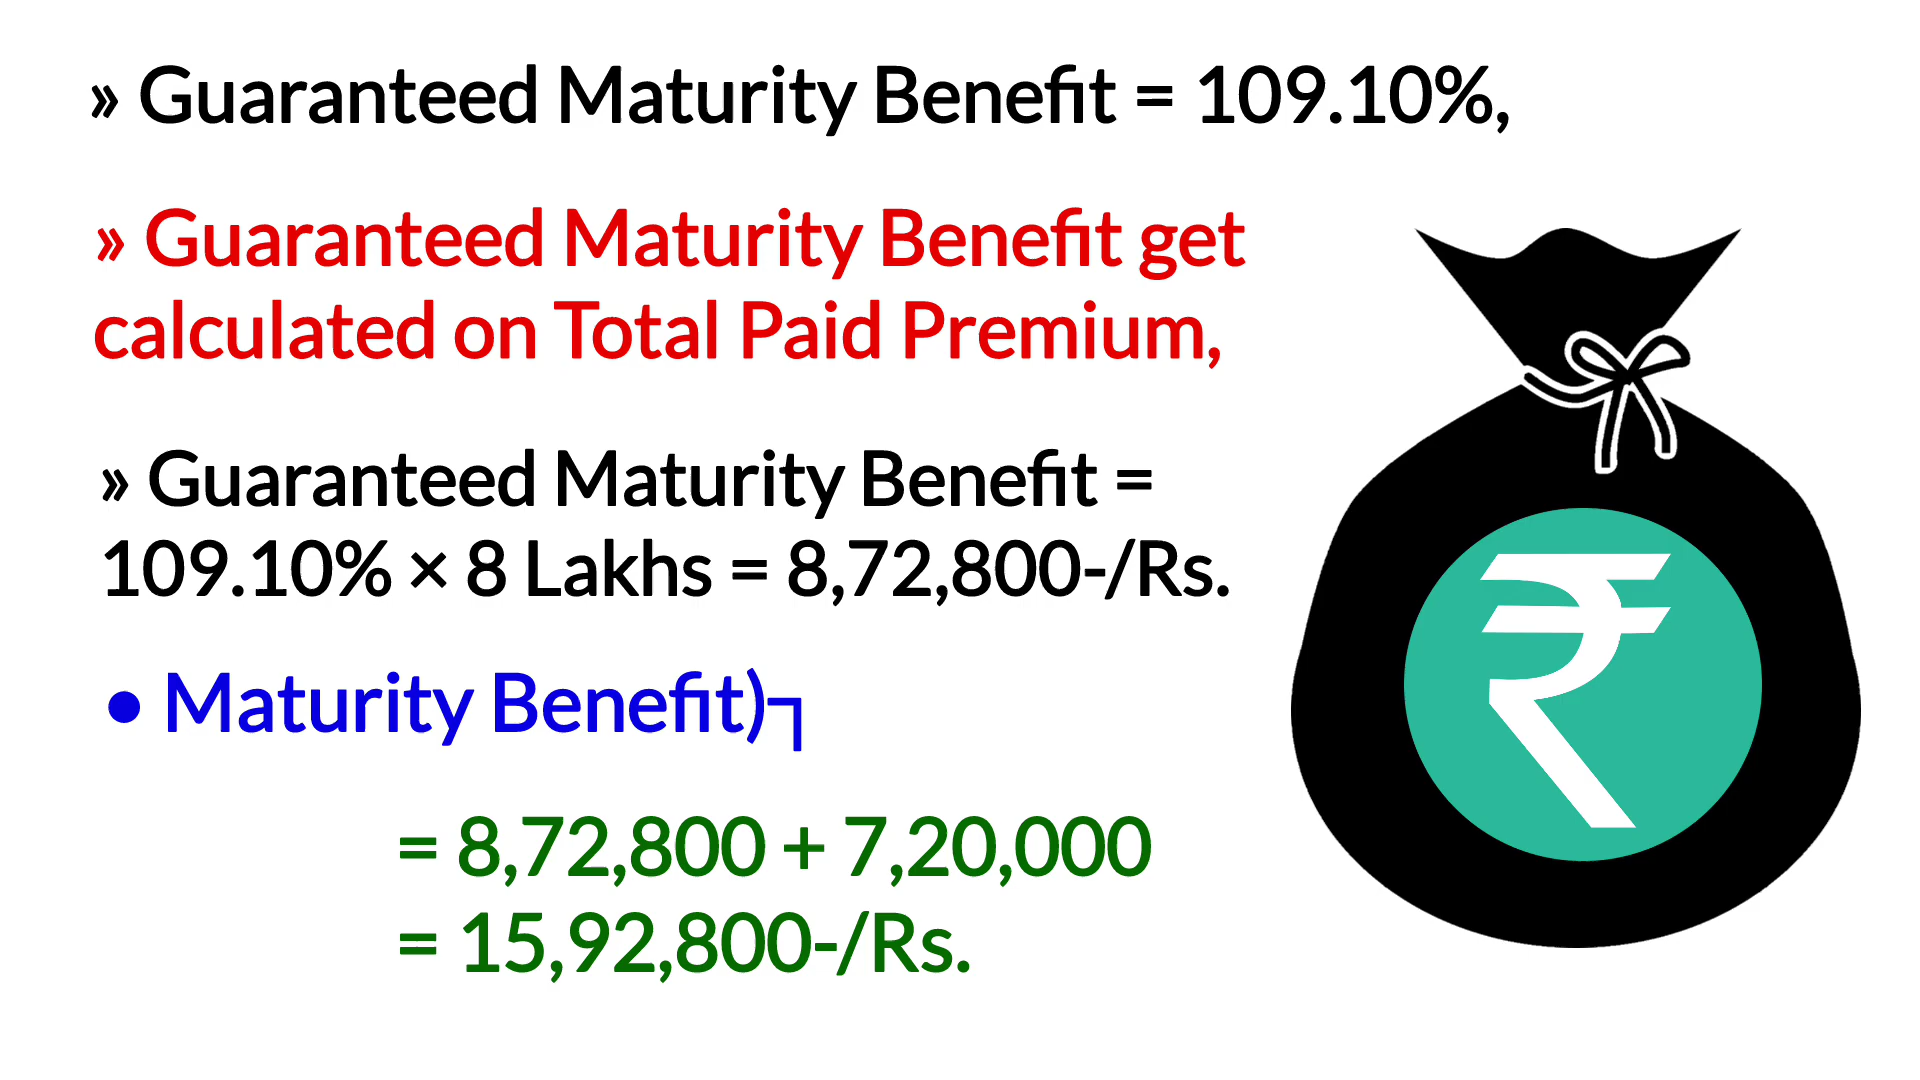 » Guaranteed Maturity Benefit = 109.10%,
» Guaranteed Maturity Benefit get
calculated on Total Paid Premium,
» Guaranteed Maturity Benefit =
109.10% × 8 Lakhs = 8,72,800-/Rs.
• Maturity Benefit)┐
= 8,72,800 + 7,20,000
= 15,92,800-/Rs.
₹